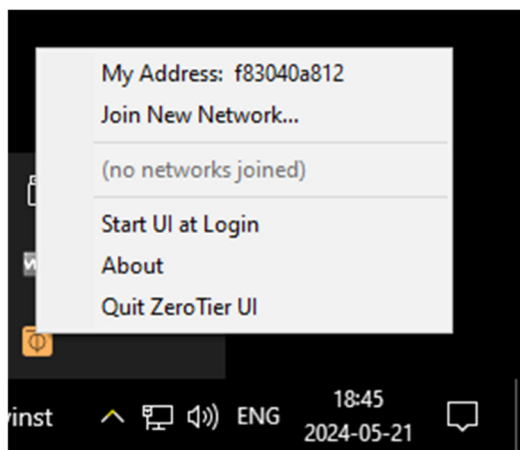 My Address: f83040a812
Join New Network...
(no networks joined)
Start UI at Login
About
Quit ZeroTier UI
inst
ENG
18:45
2024-05-21